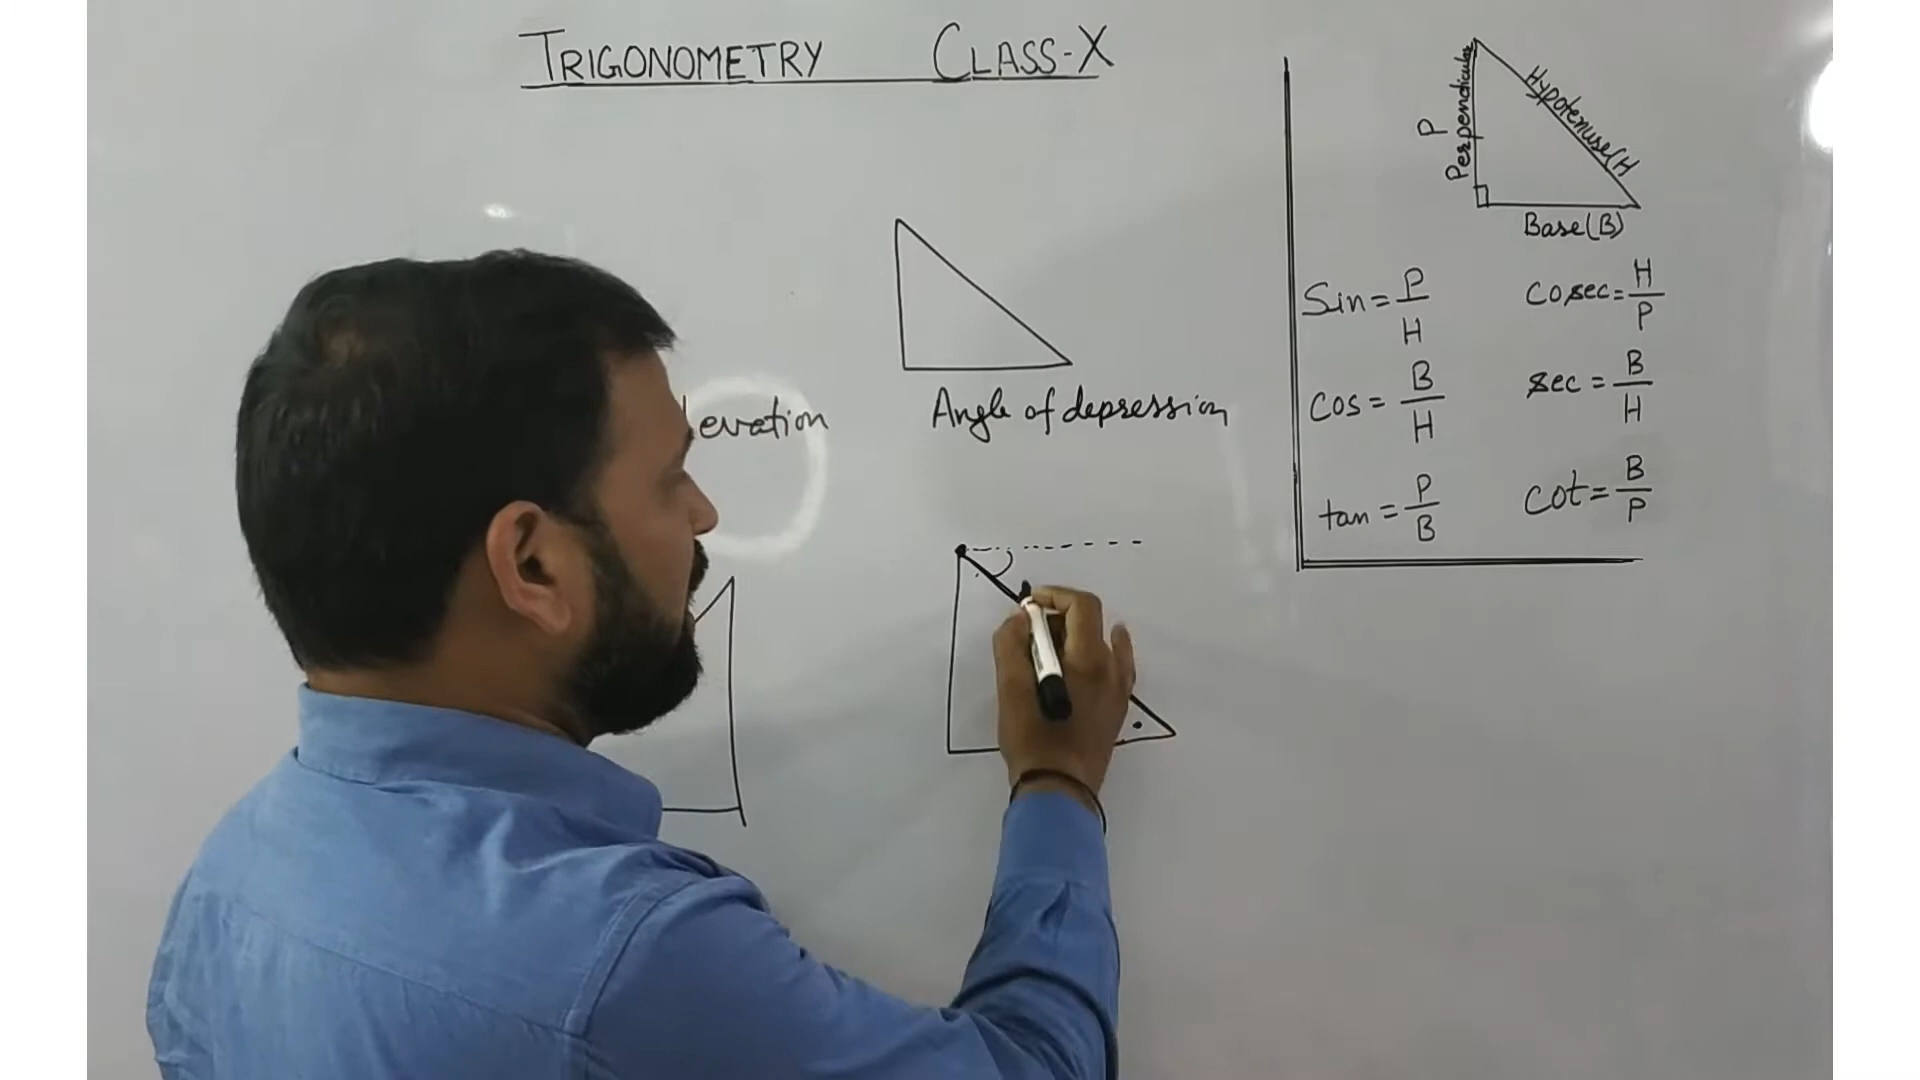 TRIGONOMETRY CLASS-X
P
Perpendicular
Hypotenuse(H
Base(B)
Sin = P/H
Cosec = H/P
Cos = B/H
sec = B/H
tan = P/B
Cot = B/P
levation
Angle of depression